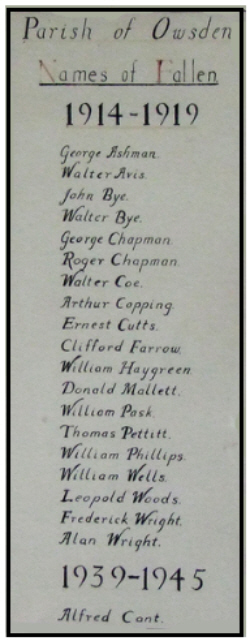 Parish of Owsden
Names of Fallen
1914-1919
George Ashman.
Walter Avis.
John Bye.
Walter Bye.
George Chapman.
Roger Chapman.
Walter Coe.
Arthur Copping.
Ernest Cutts.
Clifford Farrow.
William Haygreen.
Donald Mallett.
William Pask.
Thomas Pettitt.
William Phillips.
William Wells.
Leopold Woods.
Frederick Wright.
Alan Wright.
1939-1945
Alfred Cant.